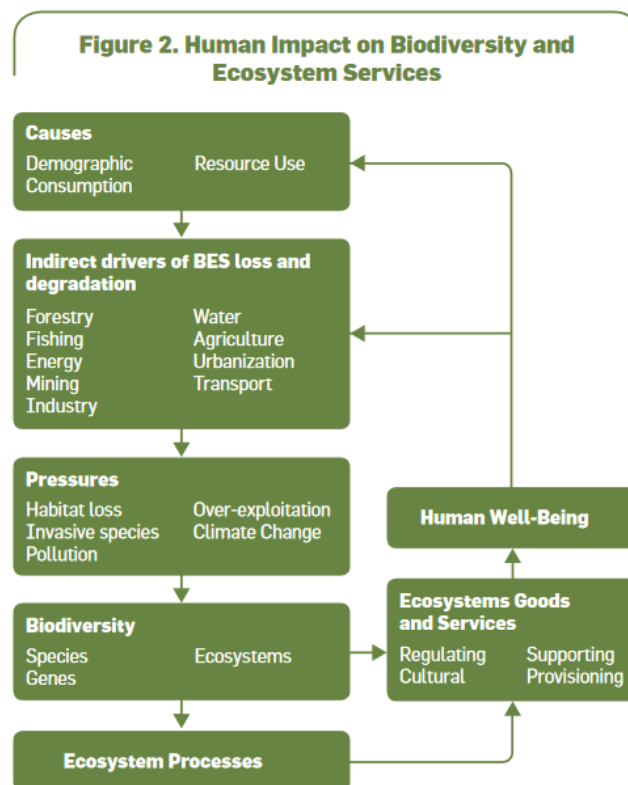 Figure 2. Human Impact on Biodiversity and
Ecosystem Services
Causes
Demographic
Consumption
Resource Use
Indirect drivers of BES loss and
degradation
Forestry
Fishing
Energy
Mining
Industry
Water
Agriculture
Urbanization
Transport
Pressures
Habitat loss
Invasive species
Pollution
Over-exploitation
Climate Change
Biodiversity
Species
Genes
Ecosystems
Ecosystem Processes
Human Well-Being
Ecosystems Goods
and Services
Regulating
Cultural
Supporting
Provisioning